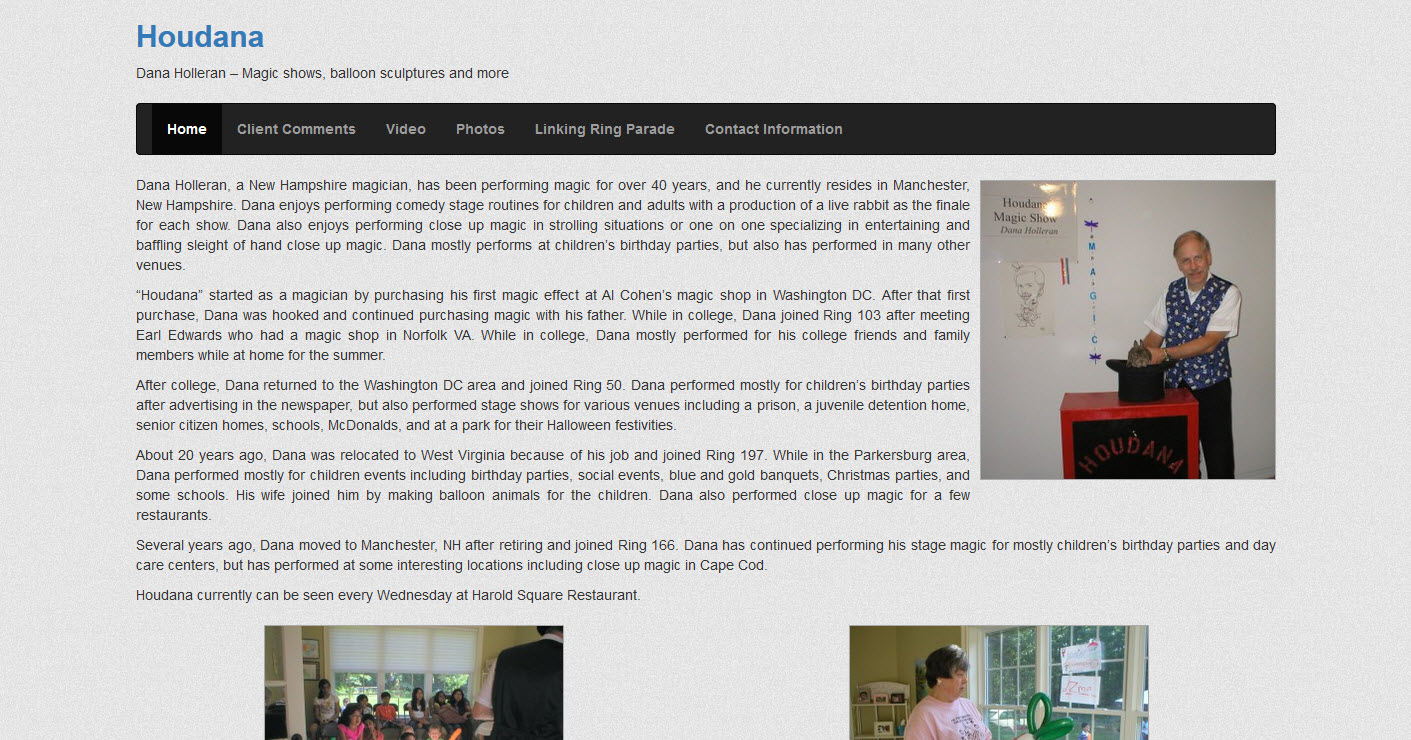 Houdana
Dana Holleran – Magic shows, balloon sculptures and more
Home Client Comments Video Photos Linking Ring Parade Contact Information
Dana Holleran, a New Hampshire magician, has been performing magic for over 40 years, and he currently resides in Manchester,
New Hampshire. Dana enjoys performing comedy stage routines for children and adults with a production of a live rabbit as the finale
for each show. Dana also enjoys performing close up magic in strolling situations or one on one specializing in entertaining and
baffling sleight of hand close up magic. Dana mostly performs at children’s birthday parties, but also has performed in many other
venues.
“Houdana” started as a magician by purchasing his first magic effect at Al Cohen’s magic shop in Washington DC. After that first
purchase, Dana was hooked and continued purchasing magic with his father. While in college, Dana joined Ring 103 after meeting
Earl Edwards who had a magic shop in Norfolk VA. While in college, Dana mostly performed for his college friends and family
members while at home for the summer.
After college, Dana returned to the Washington DC area and joined Ring 50. Dana performed mostly for children’s birthday parties
after advertising in the newspaper, but also performed stage shows for various venues including a prison, a juvenile detention home,
senior citizen homes, schools, McDonalds, and at a park for their Halloween festivities.
About 20 years ago, Dana was relocated to West Virginia because of his job and joined Ring 197. While in the Parkersburg area,
Dana performed mostly for children events including birthday parties, social events, blue and gold banquets, Christmas parties, and
some schools. His wife joined him by making balloon animals for the children. Dana also performed close up magic for a few
restaurants.
Several years ago, Dana moved to Manchester, NH after retiring and joined Ring 166. Dana has continued performing his stage magic for mostly children’s birthday parties and day
care centers, but has performed at some interesting locations including close up magic in Cape Cod.
Houdana currently can be seen every Wednesday at Harold Square Restaurant.
Magic Show
Dana Holleran
MAGIC
HOUDANA